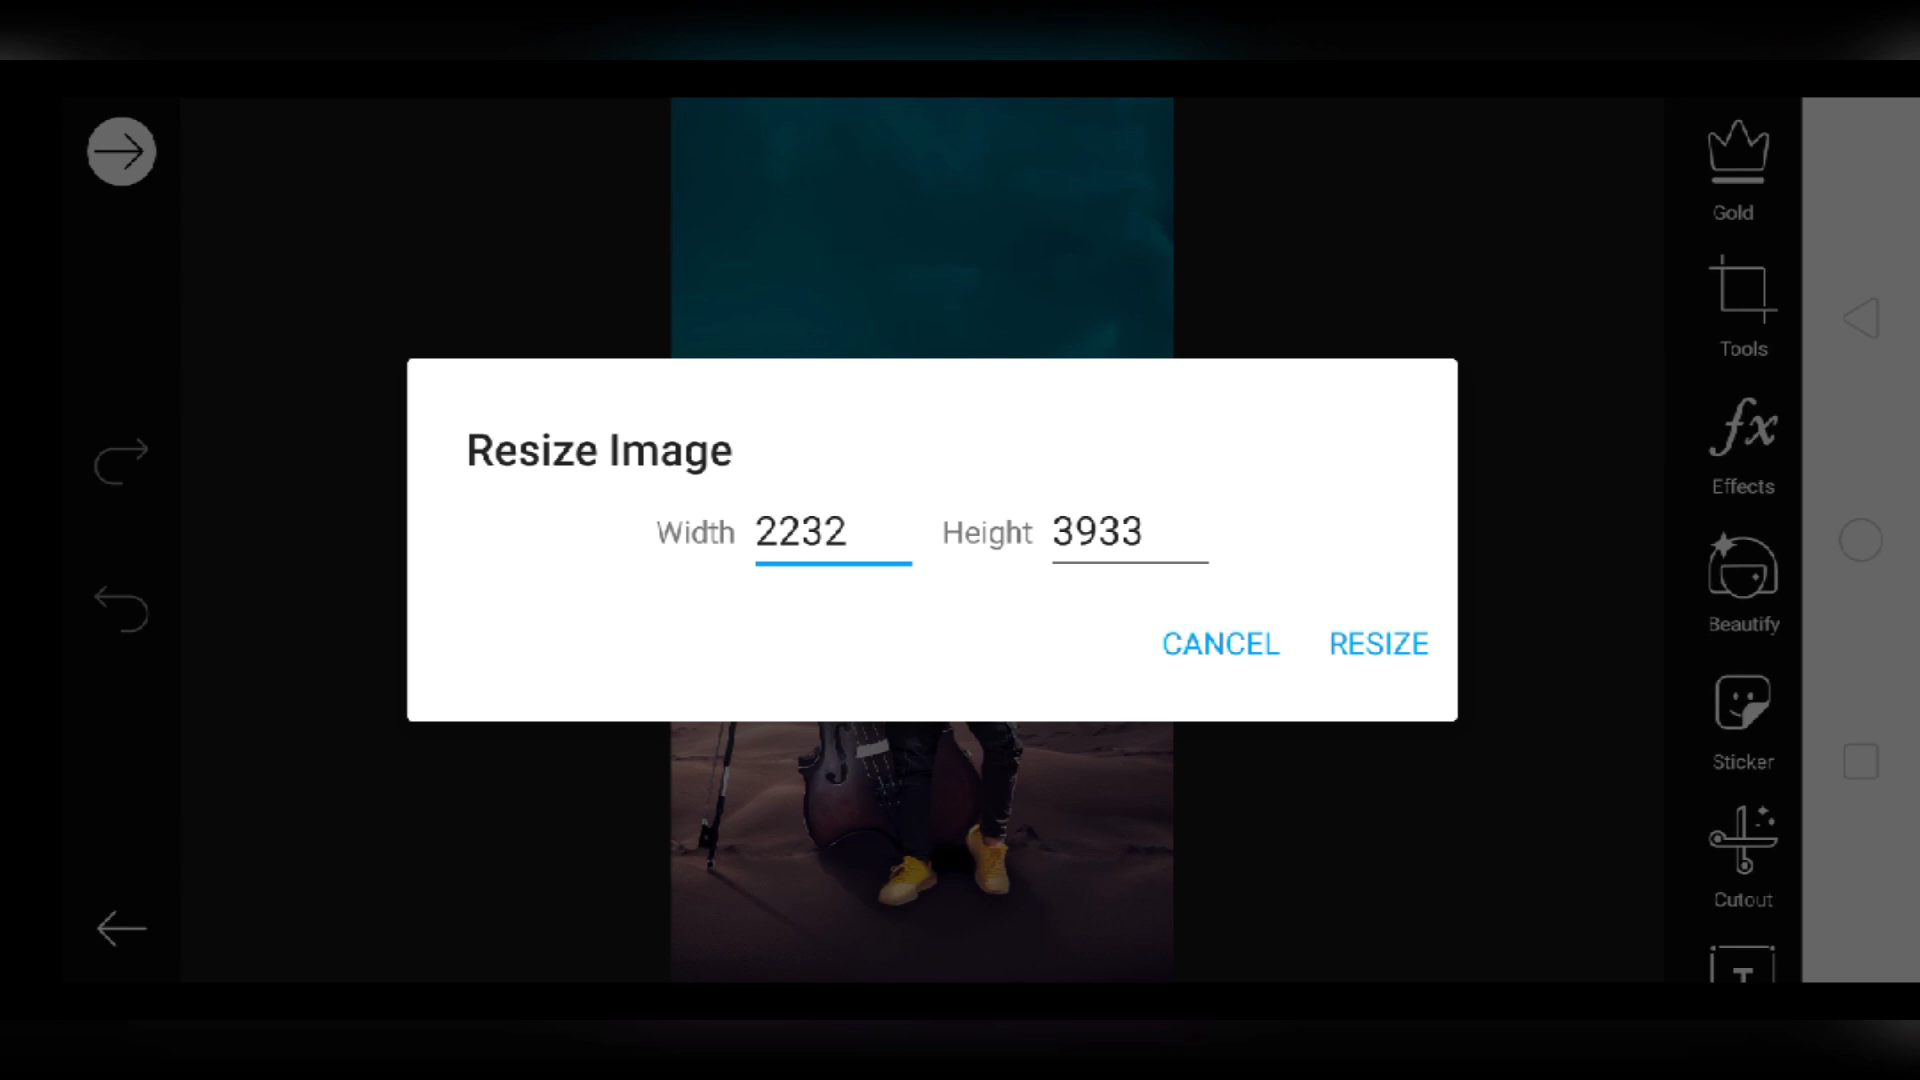 Resize Image
Width 2232 Height 3933
CANCEL RESIZE
Gold
Tools
fx
Effects
Beautify
Sticker
Cutout
T